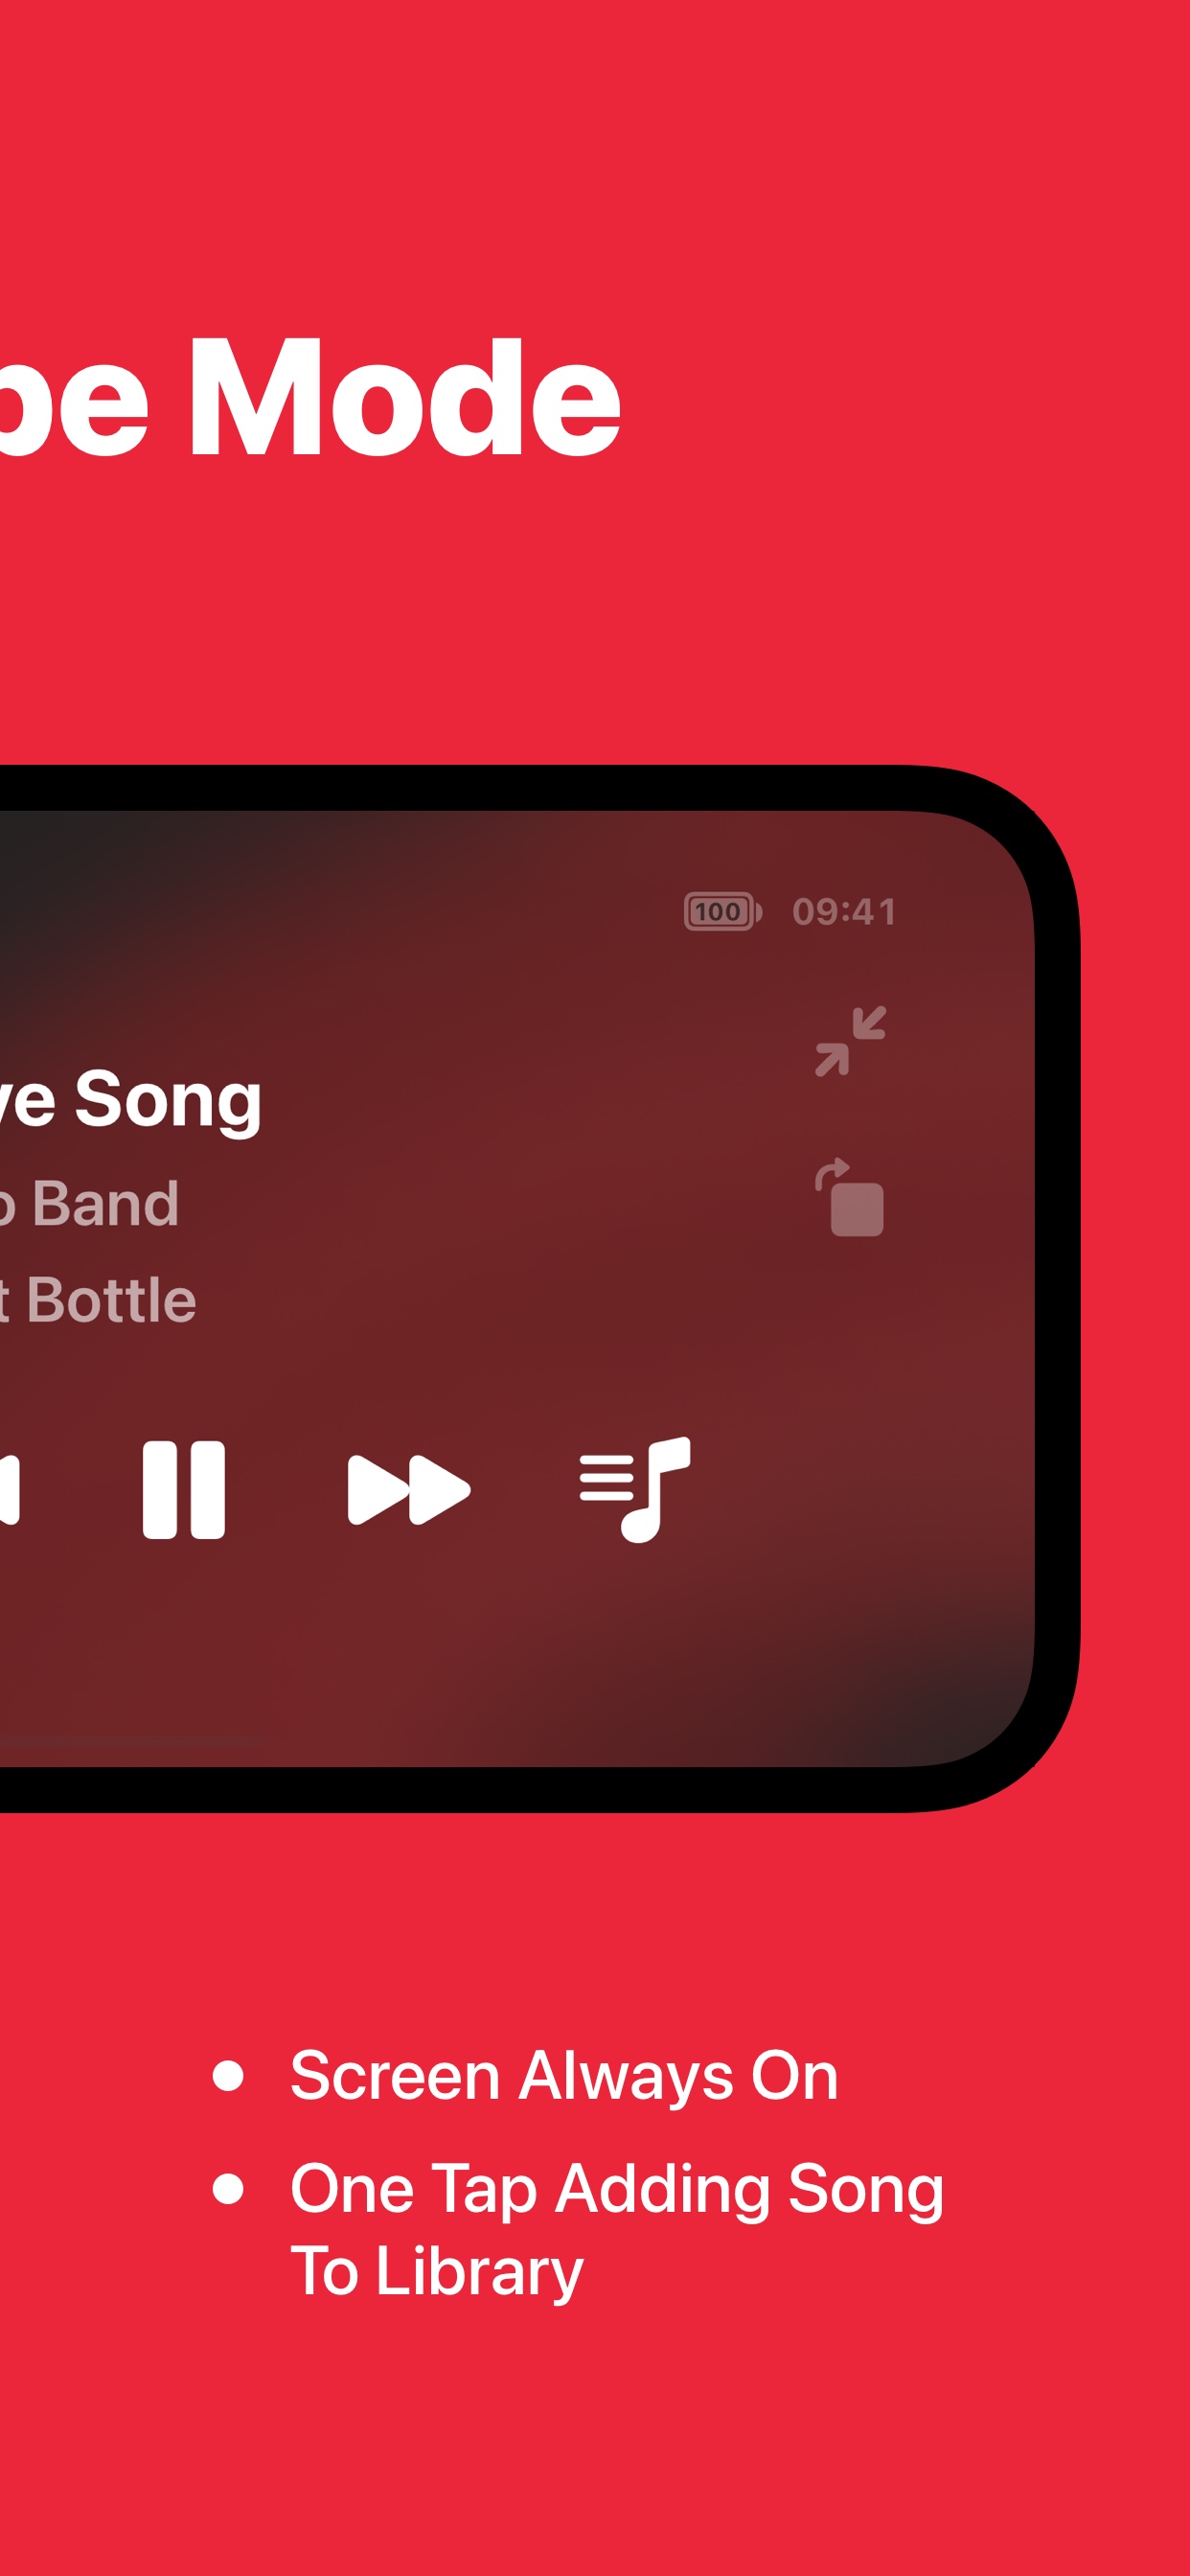 pe Mode
100 09:41
ve Song
o Band
t Bottle
Screen Always On
One Tap Adding Song
To Library